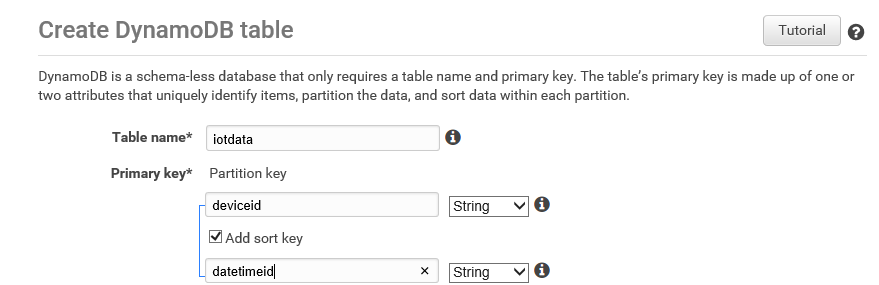 Create DynamoDB table
Tutorial
DynamoDB is a schema-less database that only requires a table name and primary key. The table's primary key is made up of one or
two attributes that uniquely identify items, partition the data, and sort data within each partition.
Table name* iotdata
Primary key* Partition key
deviceid String
Add sort key
datetimeid String